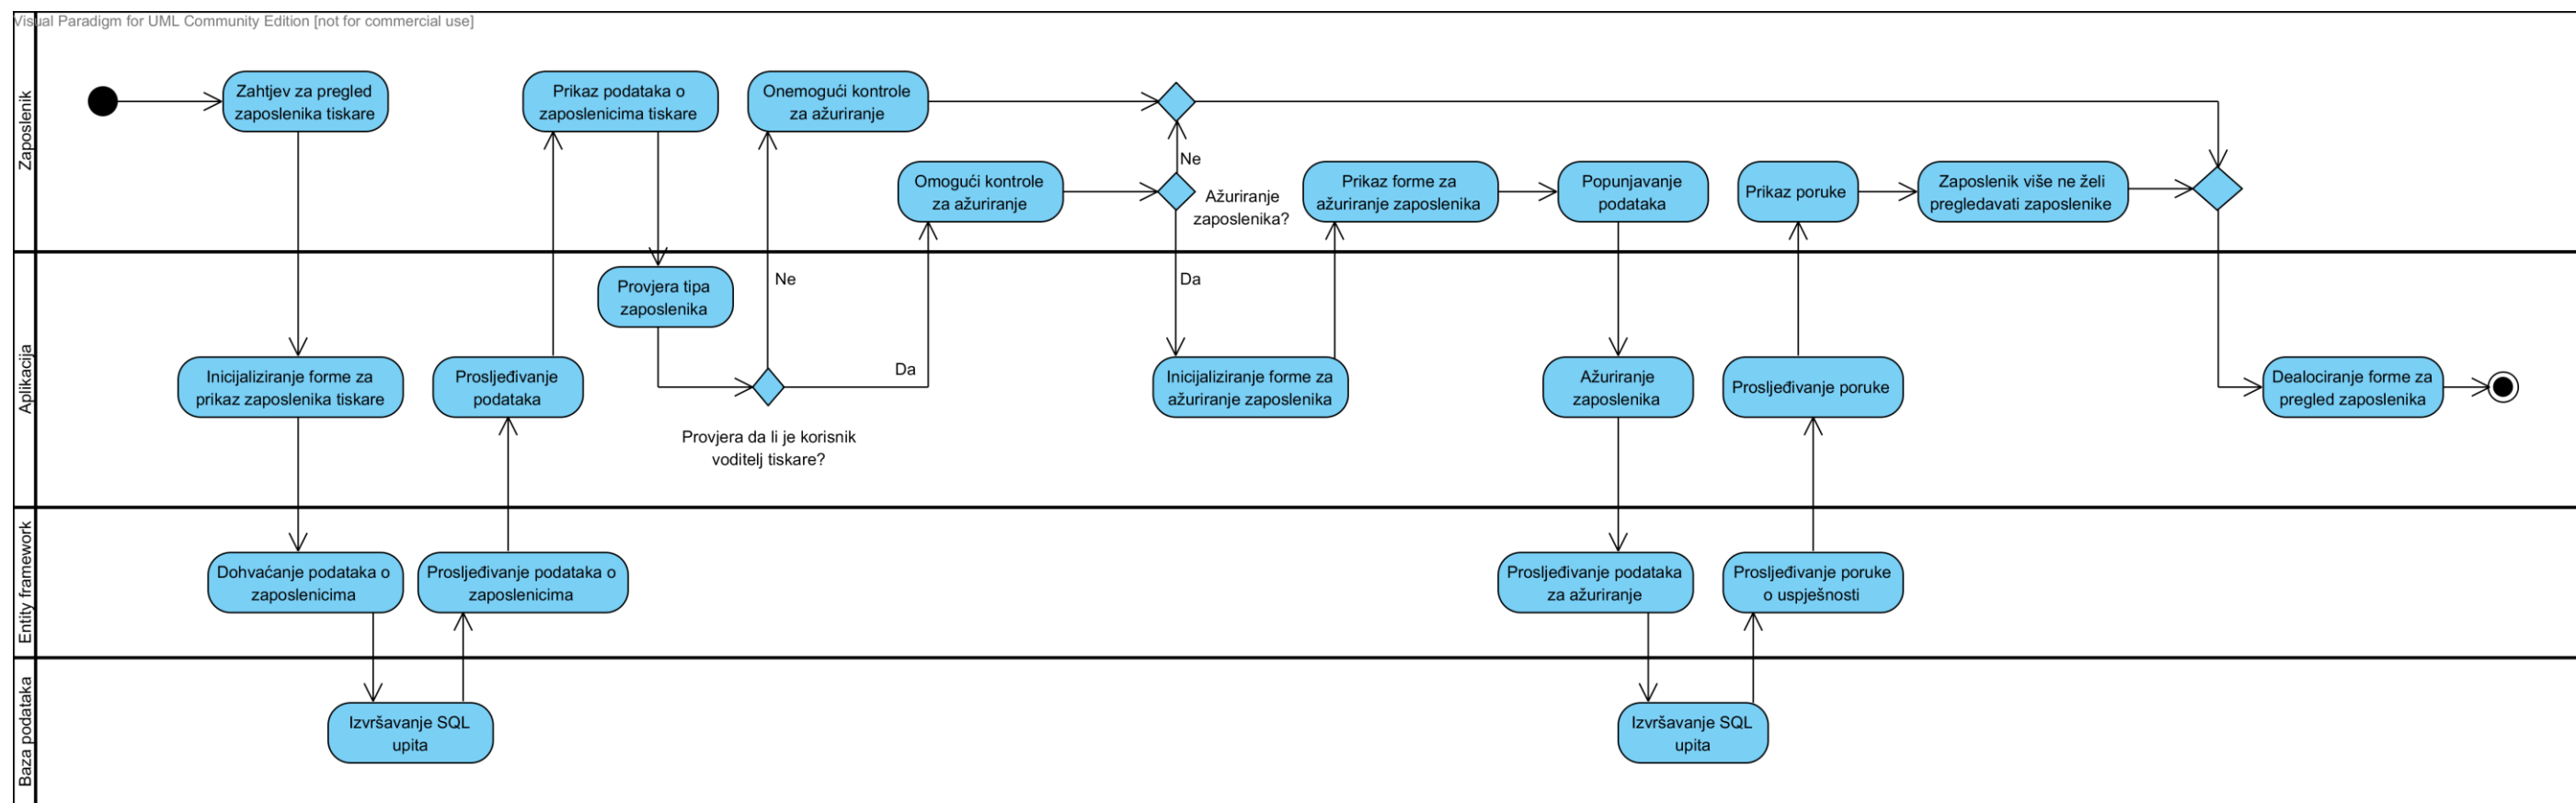 Visual Paradigm for UML Community Edition [not for commercial use]
Zaposlenik
Zahtjev za pregled
zaposlenika tiskare
Prikaz podataka o
zaposlenicima tiskare
Onemogući kontrole
za ažuriranje
Omogući kontrole
za ažuriranje
Ne
Ažuriranje
zaposlenika?
Prikaz forme za
ažuriranje zaposlenika
Popunjavanje
podataka
Prikaz poruke
Zaposlenik više ne želi
pregledavati zaposlenike
Aplikacija
Provjera tipa
zaposlenika
Ne
Da
Da
Inicijaliziranje forme za
prikaz zaposlenika tiskare
Prosljeđivanje
podataka
Provjera da li je korisnik
voditelj tiskare?
Inicijaliziranje forme za
ažuriranje zaposlenika
Ažuriranje
zaposlenika
Prosljeđivanje poruke
Dealociranje forme za
pregled zaposlenika
Entity framework
Dohvaćanje podataka o
zaposlenicima
Prosljeđivanje podataka o
zaposlenicima
Prosljeđivanje podataka
za ažuriranje
Prosljeđivanje poruke
o uspješnosti
Baza podataka
Izvršavanje SQL
upita
Izvršavanje SQL
upita